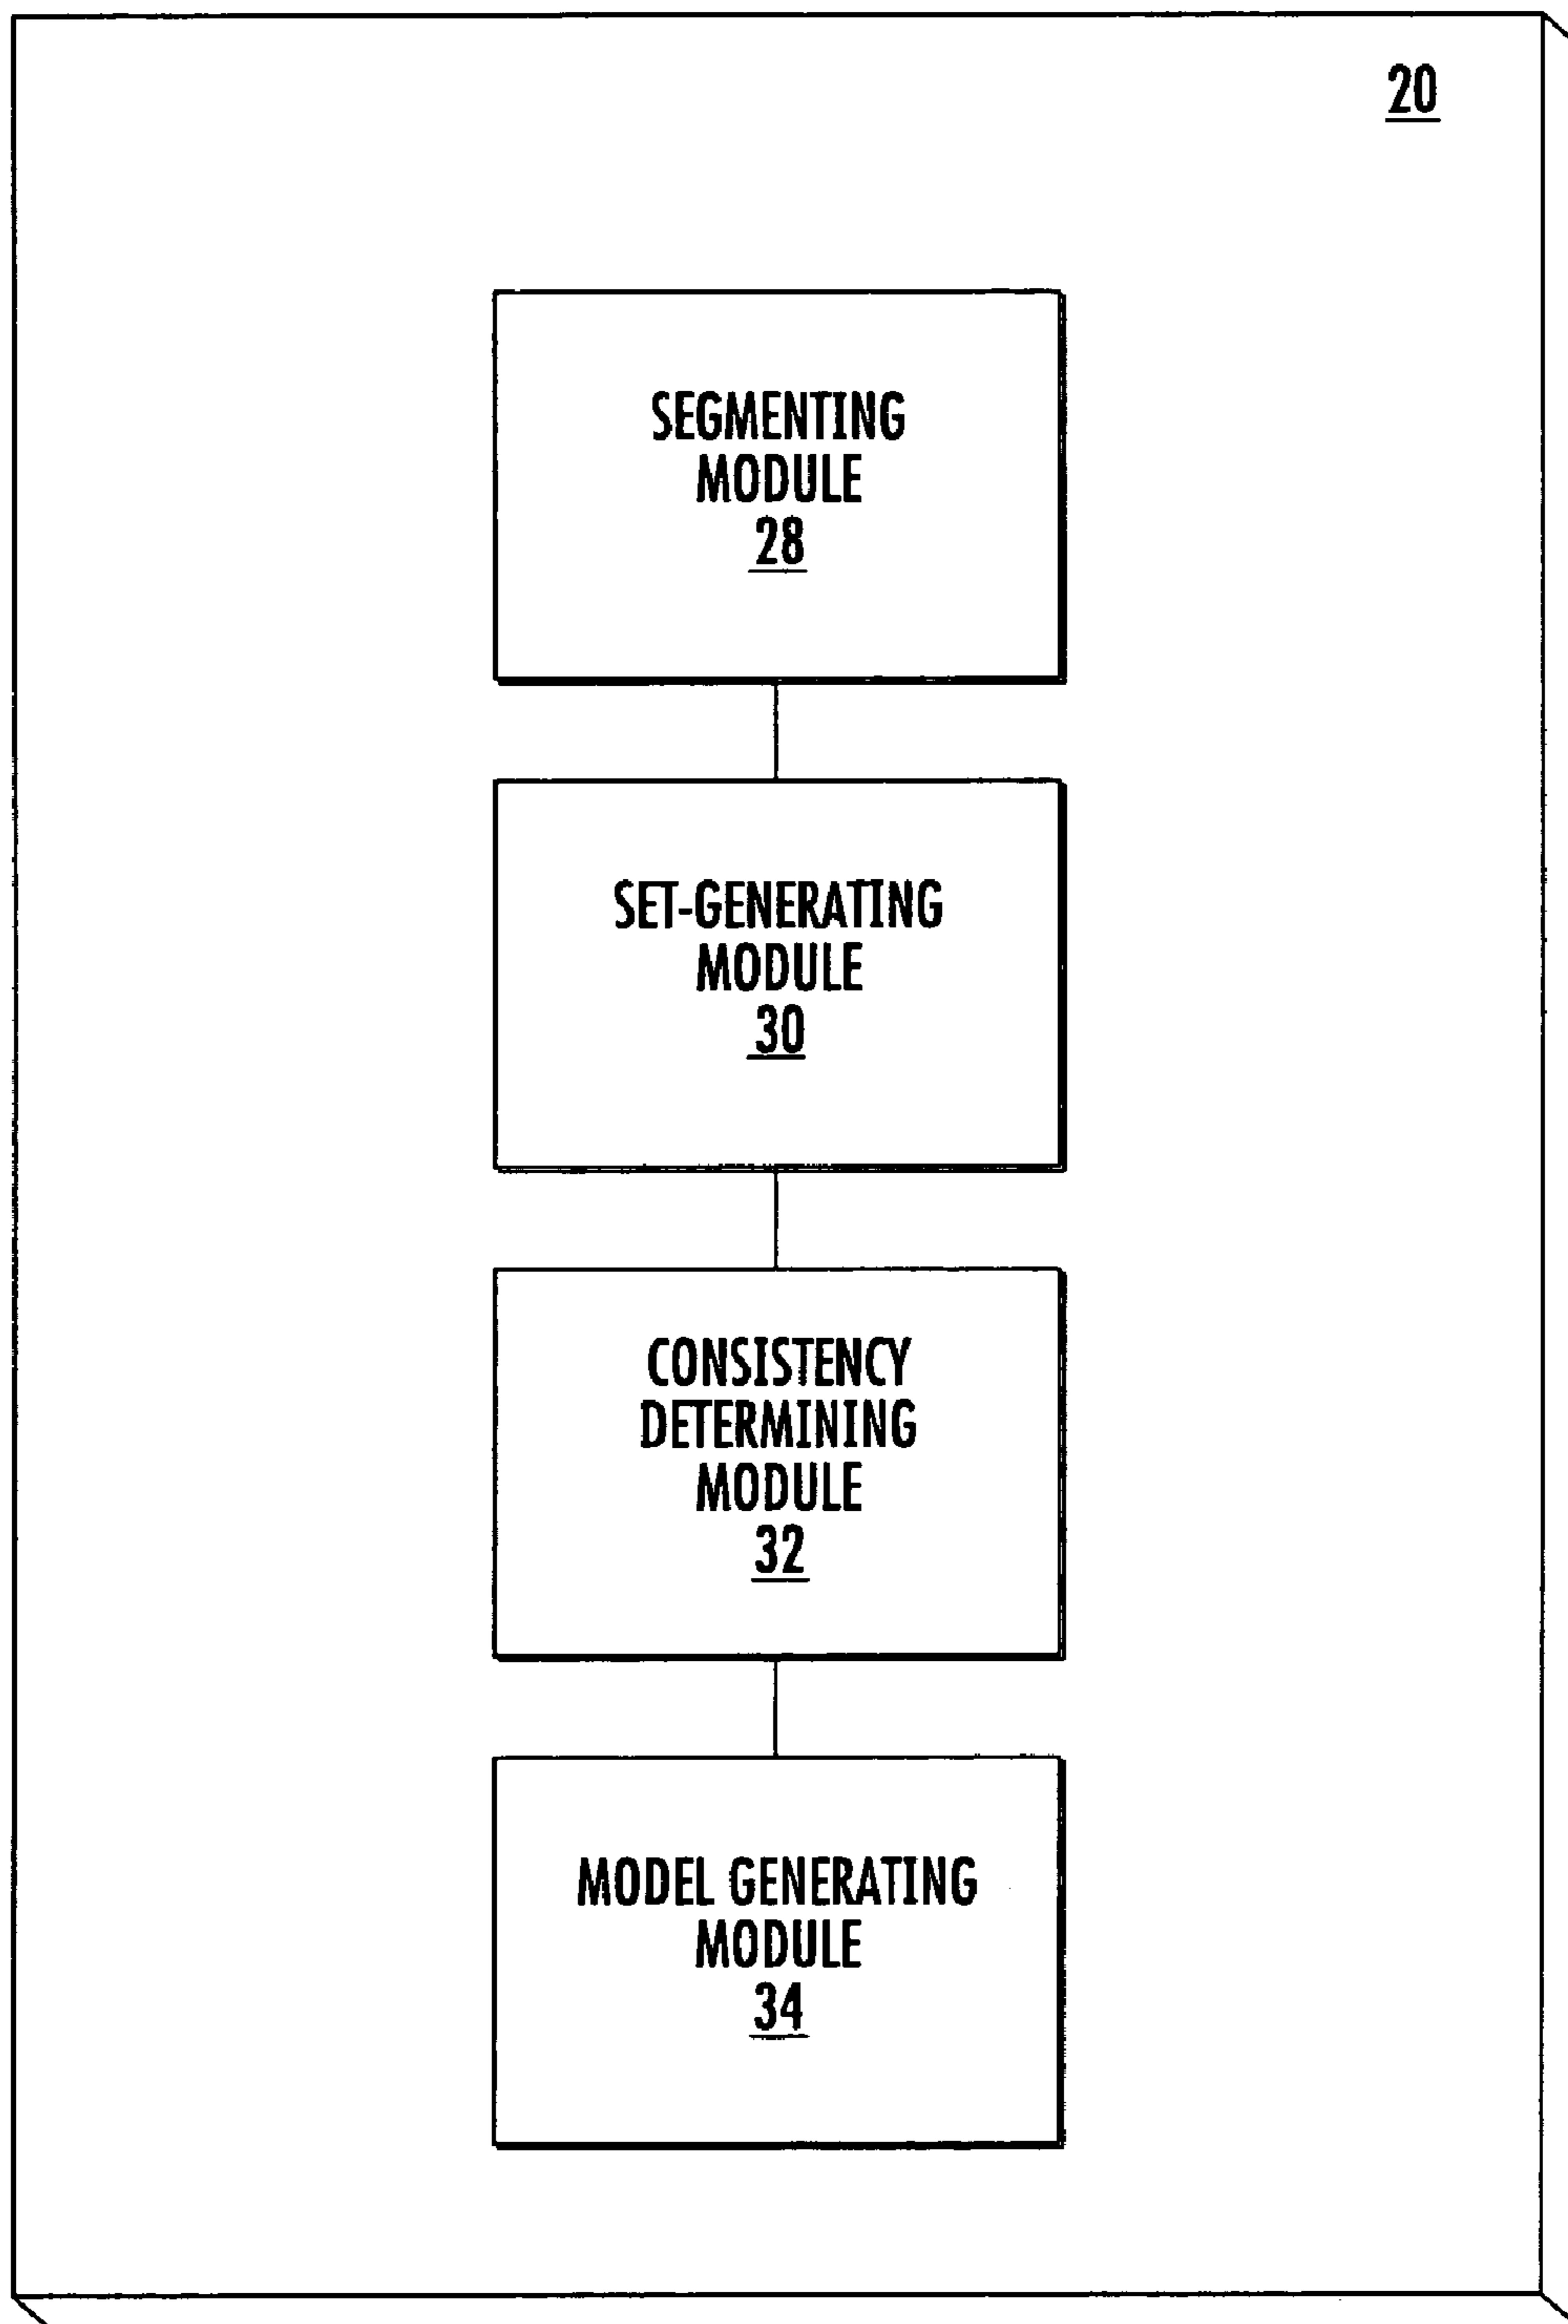 20
SEGMENTING
MODULE
28
SET-GENERATING
MODULE
30
CONSISTENCY
DETERMINING
MODULE
32
MODEL GENERATING
MODULE
34